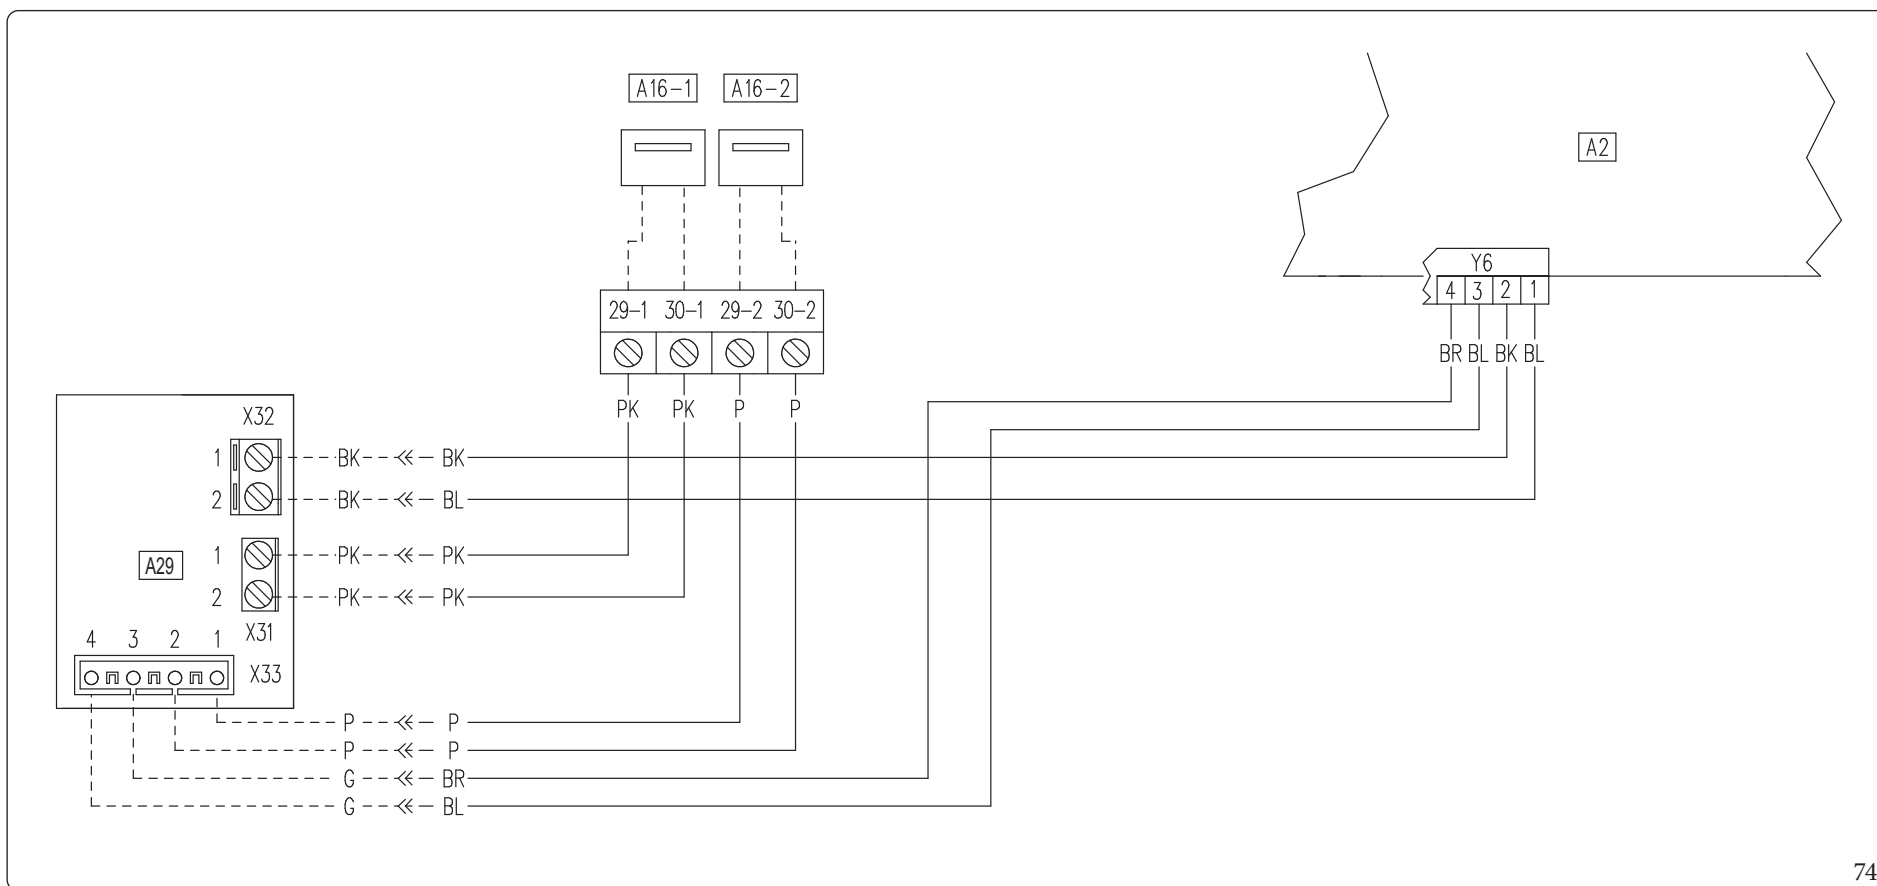 A16-1 A16-2
A2
Y6
4 3 2 1
BR BL BK BL
29-1 30-1 29-2 30-2
PK PK P P
X32
1 BK BK
2 BK BL
A29
1 PK PK
2 PK PK
X31
4 3 2 1
X33
P P
P P
G BR
G BL
74